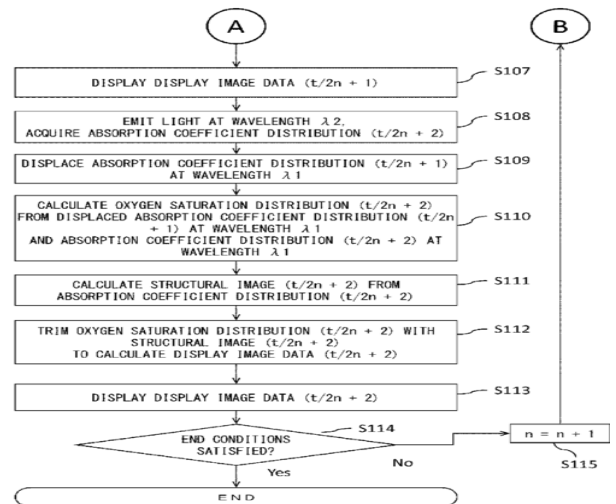 A
B
DISPLAY DISPLAY IMAGE DATA (t/2n + 1)
S107
EMIT LIGHT AT WAVELENGTH λ2,
ACQUIRE ABSORPTION COEFFICIENT DISTRIBUTION (t/2n + 2)
S108
DISPLACE ABSORPTION COEFFICIENT DISTRIBUTION (t/2n + 1)
AT WAVELENGTH λ1
S109
CALCULATE OXYGEN SATURATION DISTRIBUTION (t/2n + 2)
FROM DISPLACED ABSORPTION COEFFICIENT DISTRIBUTION (t/2n
+ 1) AT WAVELENGTH λ1
AND ABSORPTION COEFFICIENT DISTRIBUTION (t/2n + 2) AT
WAVELENGTH λ1
S110
CALCULATE STRUCTURAL IMAGE (t/2n + 2) FROM
ABSORPTION COEFFICIENT DISTRIBUTION (t/2n + 2)
S111
TRIM OXYGEN SATURATION DISTRIBUTION (t/2n + 2) WITH
STRUCTURAL IMAGE (t/2n + 2)
TO CALCULATE DISPLAY IMAGE DATA (t/2n + 2)
S112
DISPLAY DISPLAY IMAGE DATA (t/2n + 2)
S113
END CONDITIONS
SATISFIED?
S114
Yes
No
n = n + 1
S115
END